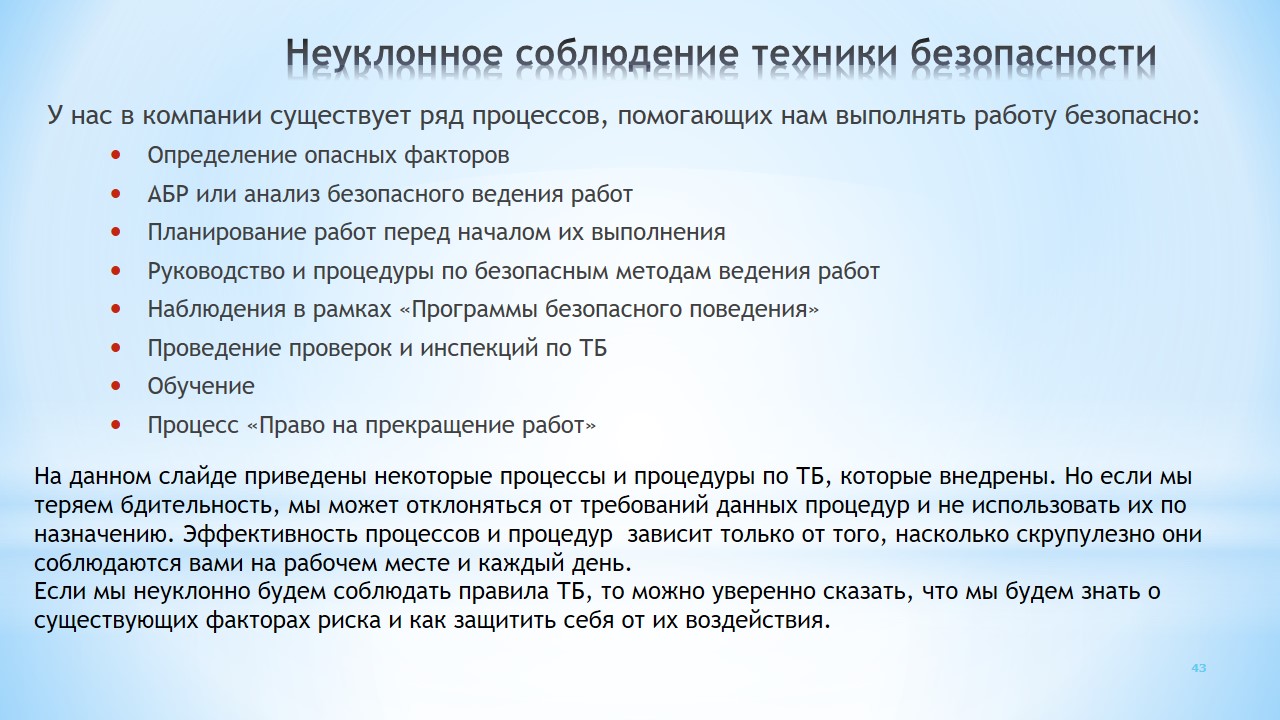 Неуклонное соблюдение техники безопасности
У нас в компании существует ряд процессов, помогающих нам выполнять работу безопасно:
• Определение опасных факторов
• АБР или анализ безопасного ведения работ
• Планирование работ перед началом их выполнения
• Руководство и процедуры по безопасным методам ведения работ
• Наблюдения в рамках «Программы безопасного поведения»
• Проведение проверок и инспекций по ТБ
• Обучение
• Процесс «Право на прекращение работ»
На данном слайде приведены некоторые процессы и процедуры по ТБ, которые внедрены. Но если мы
теряем бдительность, мы может отклоняться от требований данных процедур и не использовать их по
назначению. Эффективность процессов и процедур  зависит только от того, насколько скрупулезно они
соблюдаются вами на рабочем месте и каждый день.
Если мы неуклонно будем соблюдать правила ТБ, то можно уверенно сказать, что мы будем знать о
существующих факторах риска и как защитить себя от их воздействия.
43